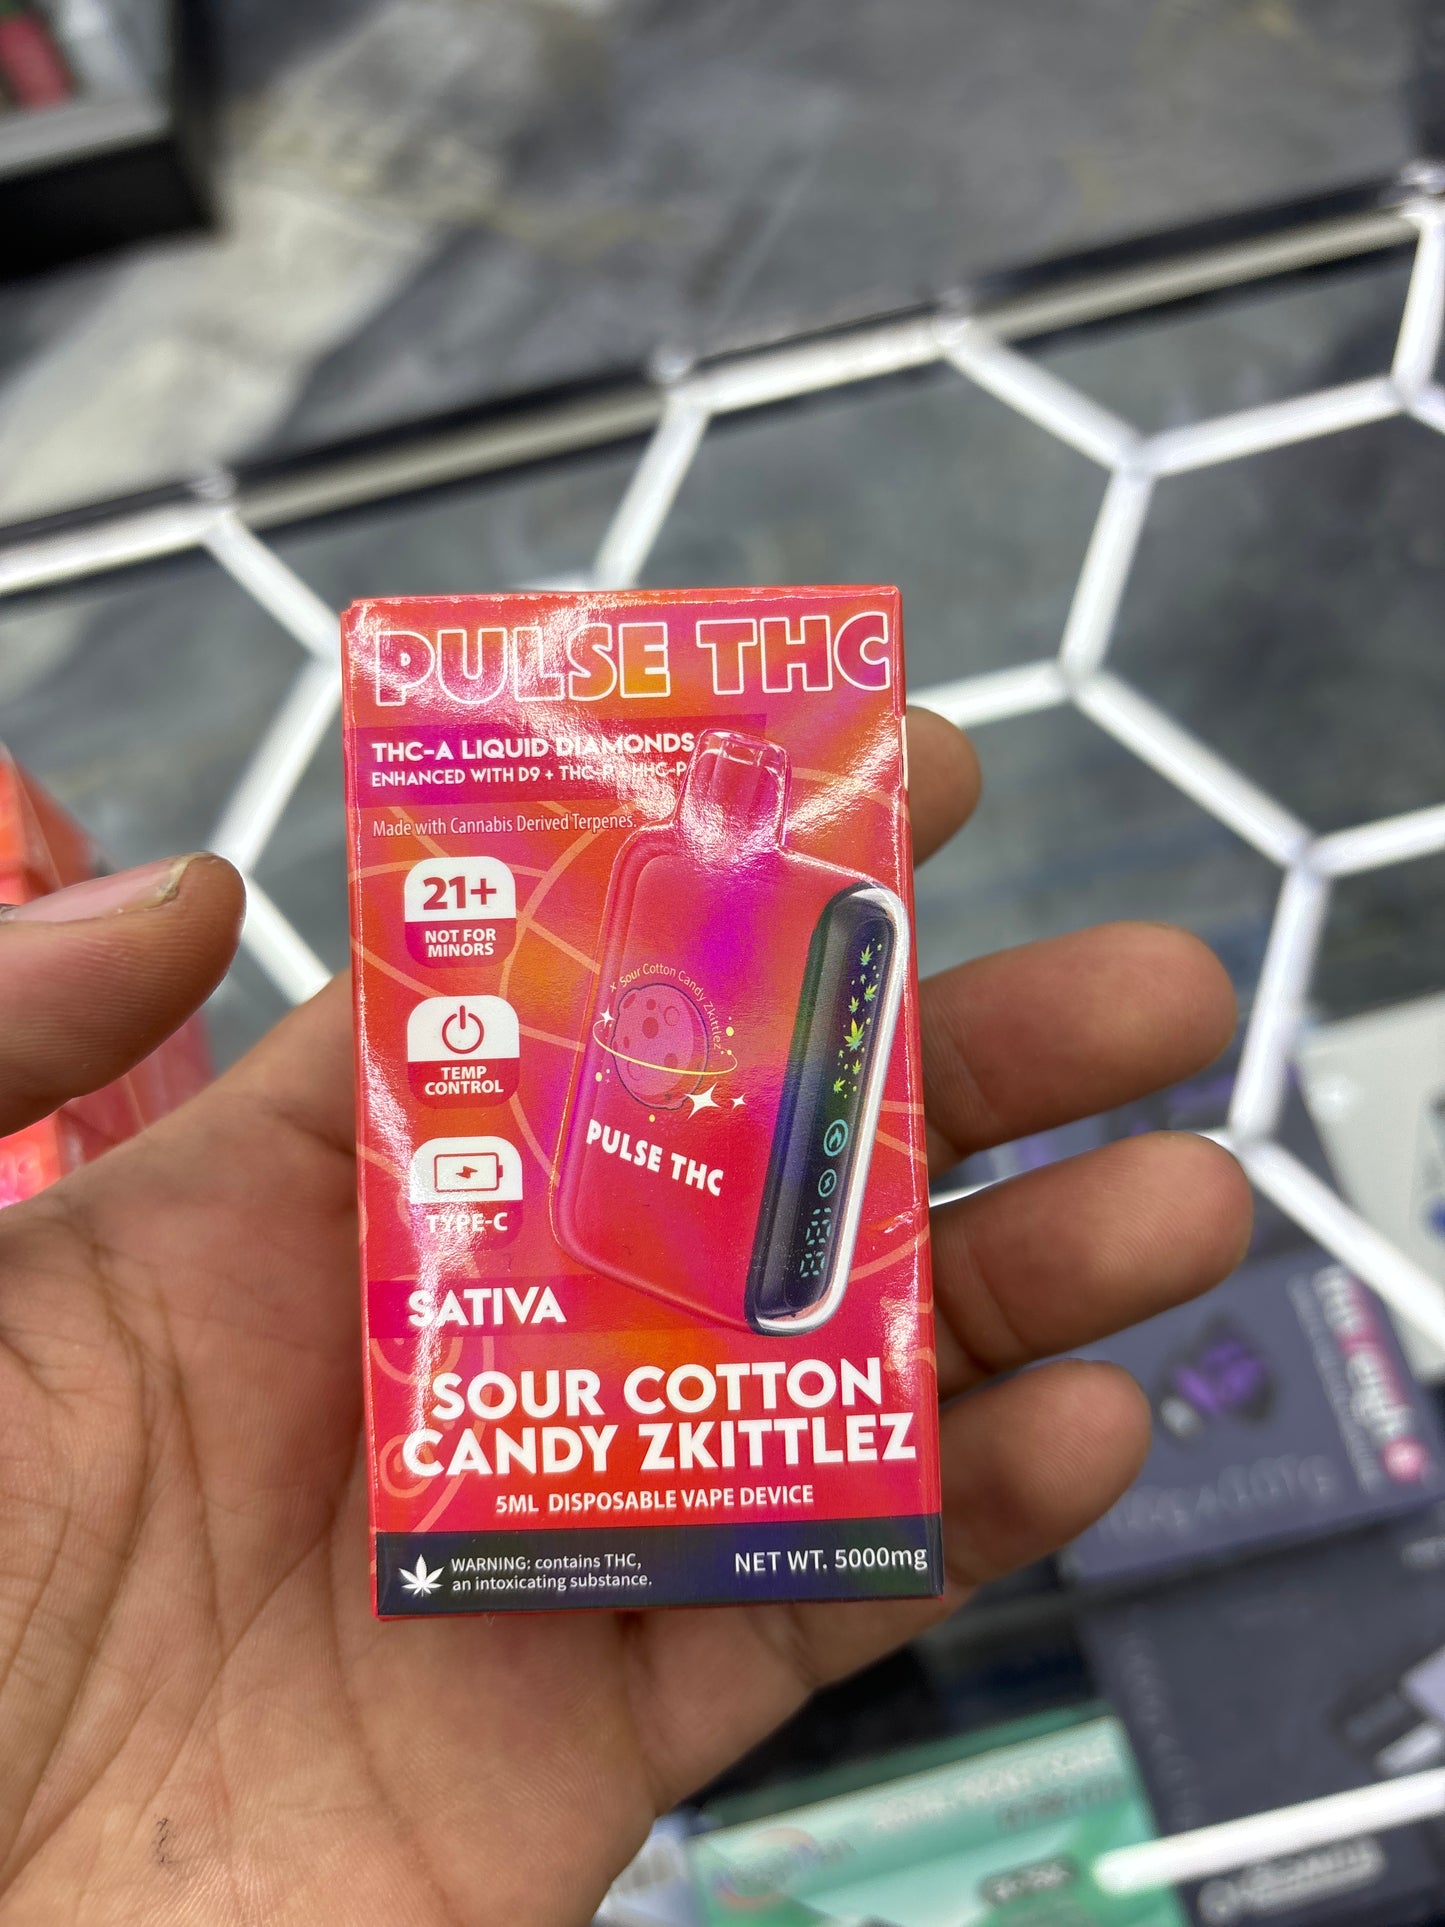 PULSE THC
THC-A LIQUID DIAMONDS
ENHANCED WITH D9 + THC-P + HHC-P
Made with Cannabis Derived Terpenes.
21+
NOT FOR
MINORS
TEMP
CONTROL
TYPE-C
x Sour Cotton Candy Zkittlez
PULSE THC
SATIVA
SOUR COTTON
CANDY ZKITTLEZ
5ML DISPOSABLE VAPE DEVICE
WARNING: contains THC,
an intoxicating substance.
NET WT. 5000mg